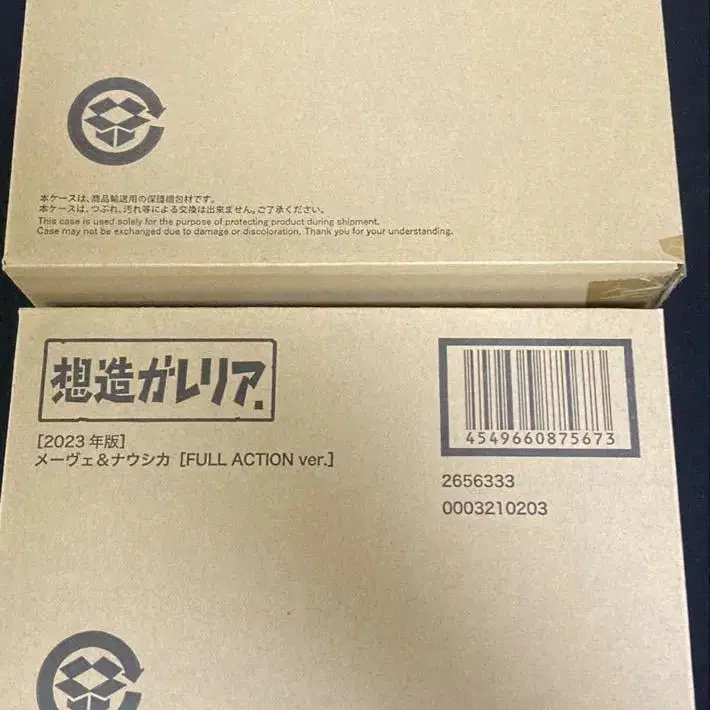 本ケースは、商品輸送用の保護梱包材です。
本ケースは、つぶれ、汚れ等による交換は出来ません。ご了承ください。
This case is used solely for the purpose of protecting product during shipment.
Case may not be exchanged due to damage or discoloration. Thank you for your understanding.
想造ガレリア.
[2023年版]
メーヴェ&ナウシカ [FULL ACTION ver.]
4549660875673
2656333
0003210203